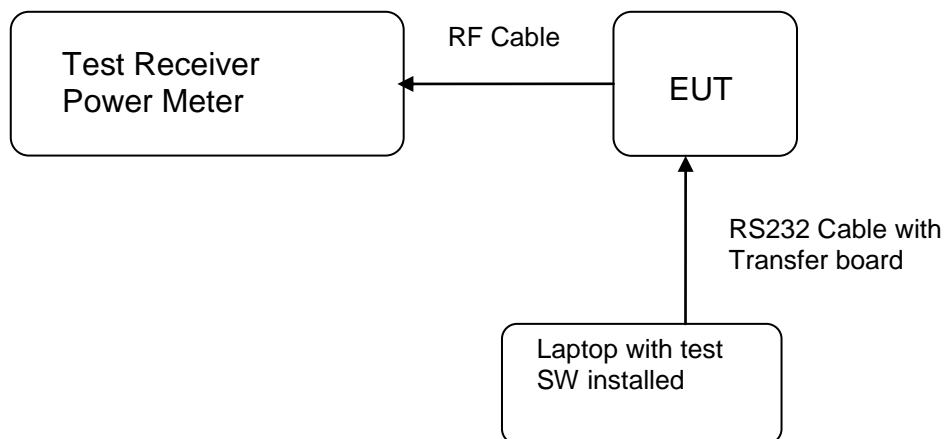 RF Cable
Test Receiver
Power Meter
EUT
RS232 Cable with
Transfer board
Laptop with test
SW installed